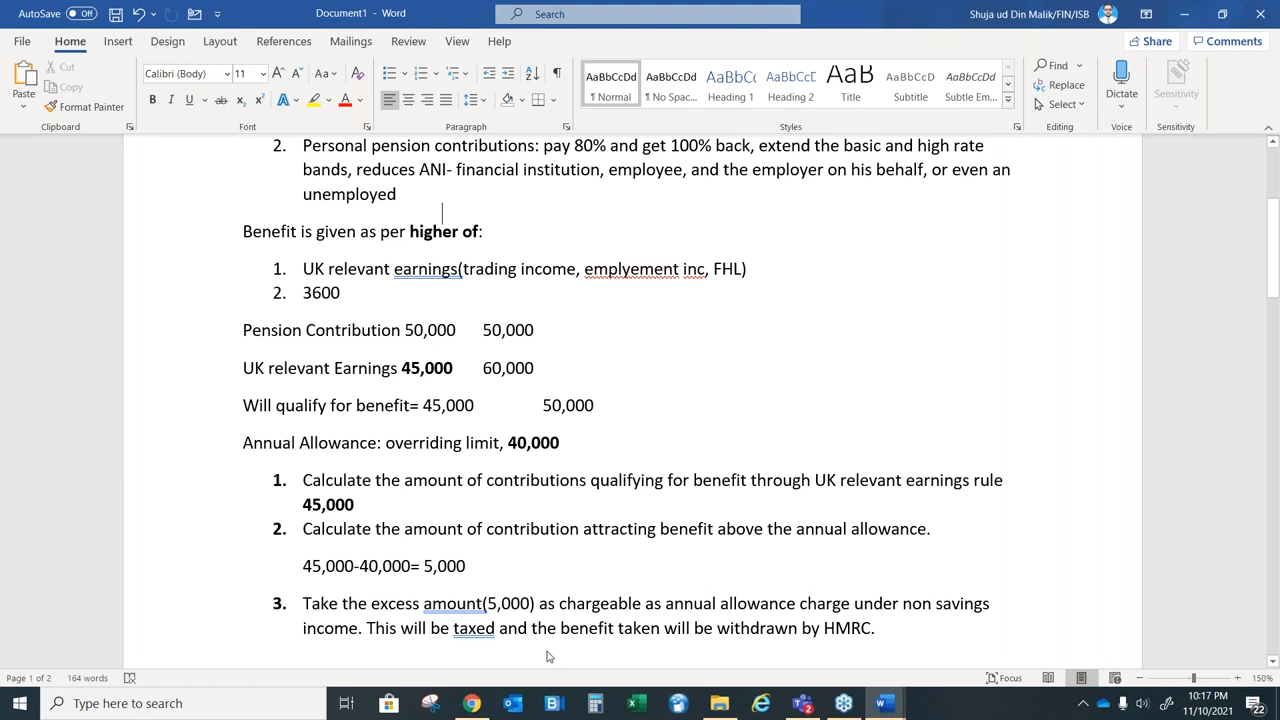 AutoSave Off Document1 - Word Search Shuja ud Din Malik/FIN/ISB
File Home Insert Design Layout References Mailings Review View Help Share Comments
Paste Cut Copy Format Painter
Calibri (Body) 11
AaBbCcDd AaBbCcDd AaBbC( AaBbCcE AaB AaBbCcD AaBbCcDd
¶ Normal ¶ No Spac... Heading 1 Heading 2 Title Subtitle Subtle Em...
Find Replace Select Dictate Sensitivity
Clipboard Font Paragraph Styles Editing Voice Sensitivity
2. Personal pension contributions: pay 80% and get 100% back, extend the basic and high rate
bands, reduces ANI- financial institution, employee, and the employer on his behalf, or even an
unemployed
Benefit is given as per higher of:
1. UK relevant earnings(trading income, emplyement inc, FHL)
2. 3600
Pension Contribution 50,000 50,000
UK relevant Earnings 45,000 60,000
Will qualify for benefit= 45,000 50,000
Annual Allowance: overriding limit, 40,000
1. Calculate the amount of contributions qualifying for benefit through UK relevant earnings rule
45,000
2. Calculate the amount of contribution attracting benefit above the annual allowance.
45,000-40,000= 5,000
3. Take the excess amount(5,000) as chargeable as annual allowance charge under non savings
income. This will be taxed and the benefit taken will be withdrawn by HMRC.
Page 1 of 2 164 words Focus 150%
Type here to search 10:17 PM
11/10/2021 22